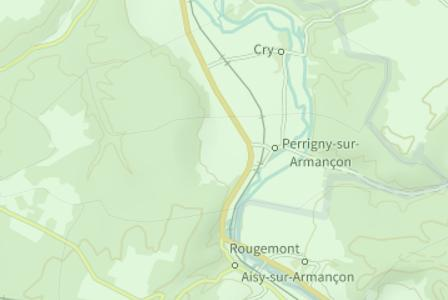 Cry
Perrigny-sur-
Armançon
Rougemont
Aisy-sur-Armançon